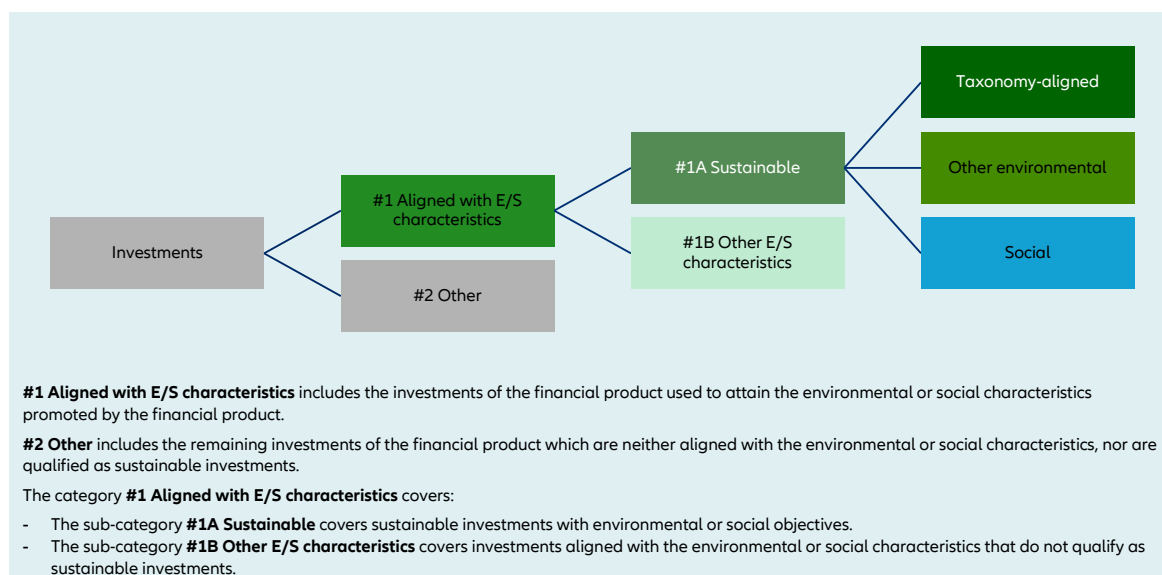 Taxonomy-aligned
#1A Sustainable
Other environmental
#1 Aligned with E/S
characteristics
Investments
#1B Other E/S
characteristics
Social
#2 Other
#1 Aligned with E/S characteristics includes the investments of the financial product used to attain the environmental or social characteristics
promoted by the financial product.
#2 Other includes the remaining investments of the financial product which are neither aligned with the environmental or social characteristics, nor are
qualified as sustainable investments.
The category #1 Aligned with E/S characteristics covers:
- The sub-category #1A Sustainable covers sustainable investments with environmental or social objectives.
- The sub-category #1B Other E/S characteristics covers investments aligned with the environmental or social characteristics that do not qualify as
sustainable investments.